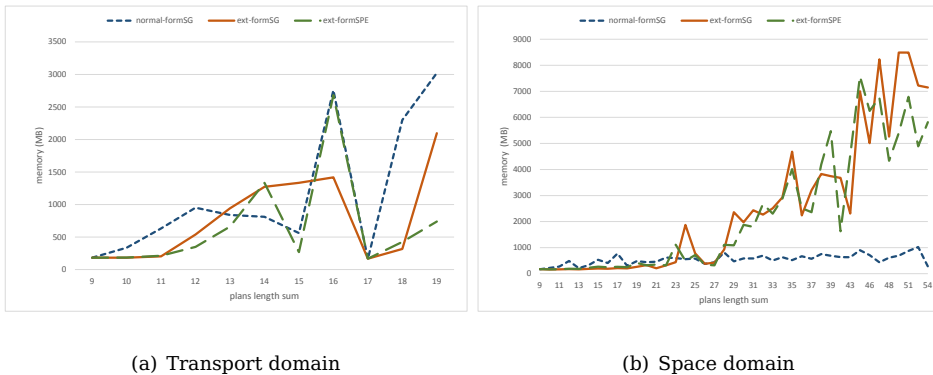 normal-formSG ext-formSG ext-formSPE
3500
3000
2500
2000
1500
1000
500
0
memory (MB)
9 10 11 12 13 14 15 16 17 18 19
plans length sum
(a) Transport domain
normal-formSG ext-formSG ext-formSPE
9000
8000
7000
6000
5000
4000
3000
2000
1000
0
memory (MB)
9 11 13 15 17 19 21 23 25 27 29 31 33 35 37 39 43 46 48 51 54
plans length sum
(b) Space domain